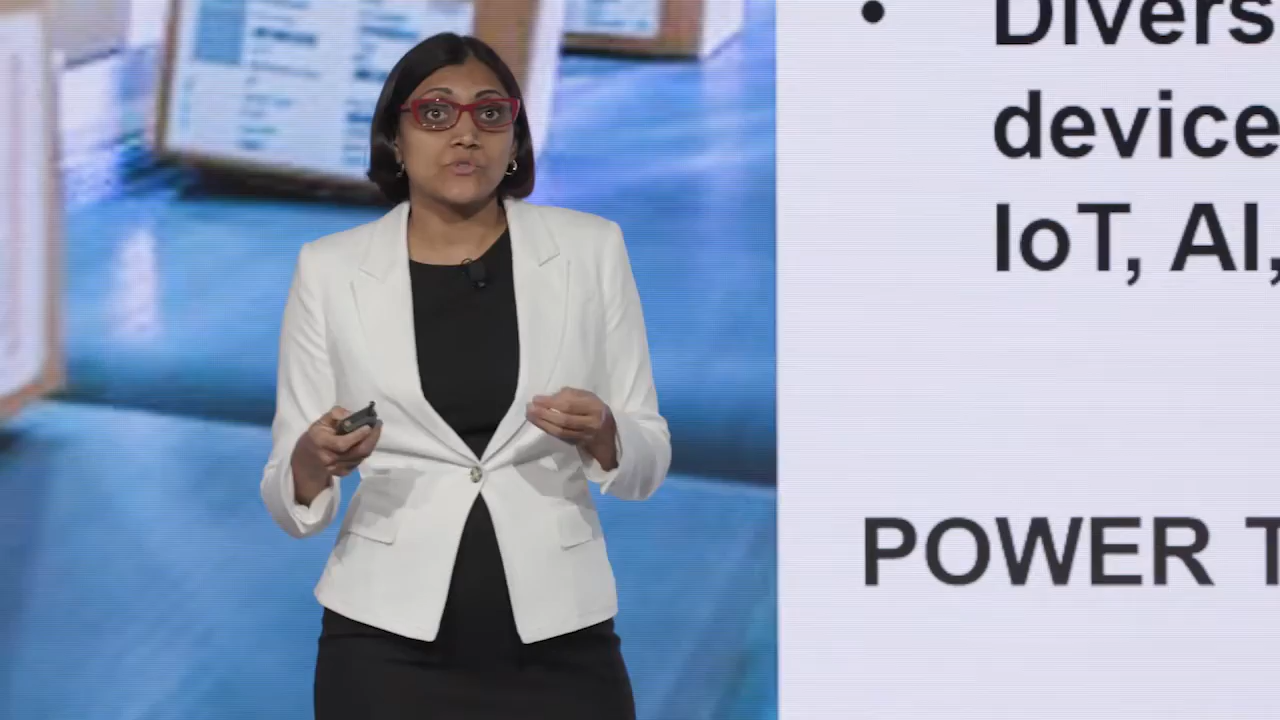 • Divers
device
IoT, AI,
POWER T